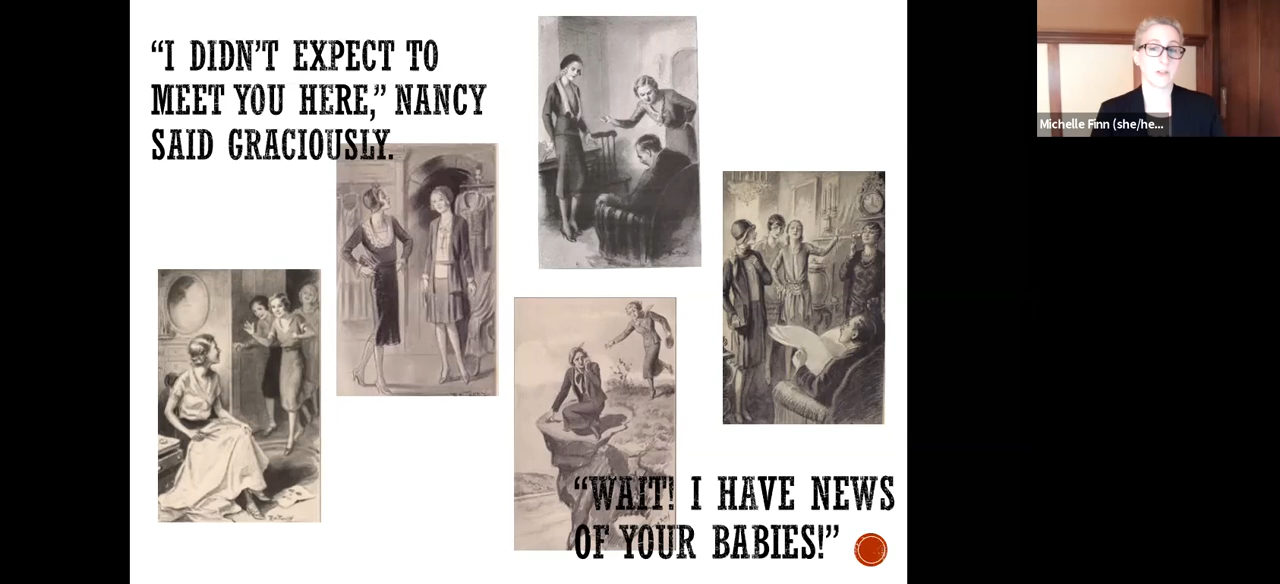 “I DIDN’T EXPECT TO
MEET YOU HERE,” NANCY
SAID GRACIOUSLY.
Michelle Finn (she/he...
“WAIT! I HAVE NEWS
OF YOUR BABIES!”